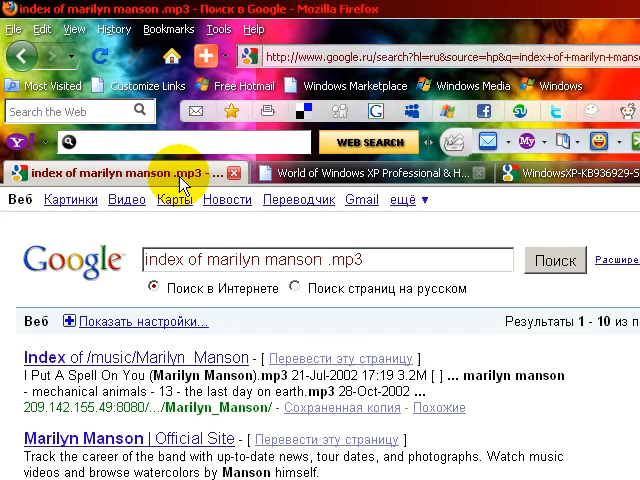 index of marilyn manson .mp3 - Поиск в Google - Mozilla Firefox
File Edit View History Bookmarks Tools Help
http://www.google.ru/search?hl=ru&source=hp&q=index+of+marilyn+mans
Most Visited Customize Links Free Hotmail Windows Marketplace Windows Media Windows
Search the Web
Y! WEB SEARCH My
index of marilyn manson .mp3 - ... World of Windows XP Professional & H... WindowsXP-KB936929-S
Веб Картинки Видео Карты Новости Переводчик Gmail ещё ▼
Google index of marilyn manson .mp3 Поиск Расшире
Поиск в Интернете Поиск страниц на русском
Веб Показать настройки... Результаты 1 - 10 из п
Index of /music/Marilyn_Manson - [ Перевести эту страницу ]
I Put A Spell On You (Marilyn Manson).mp3 21-Jul-2002 17:19 3.2M [ ] ... marilyn manson
- mechanical animals - 13 - the last day on earth.mp3 28-Oct-2002 ...
209.142.155.49:8080/.../Marilyn_Manson/ - Сохраненная копия - Похожие
Marilyn Manson | Official Site - [ Перевести эту страницу ]
Track the career of the band with up-to-date news, tour dates, and photographs. Watch music
videos and browse watercolors by Manson himself.